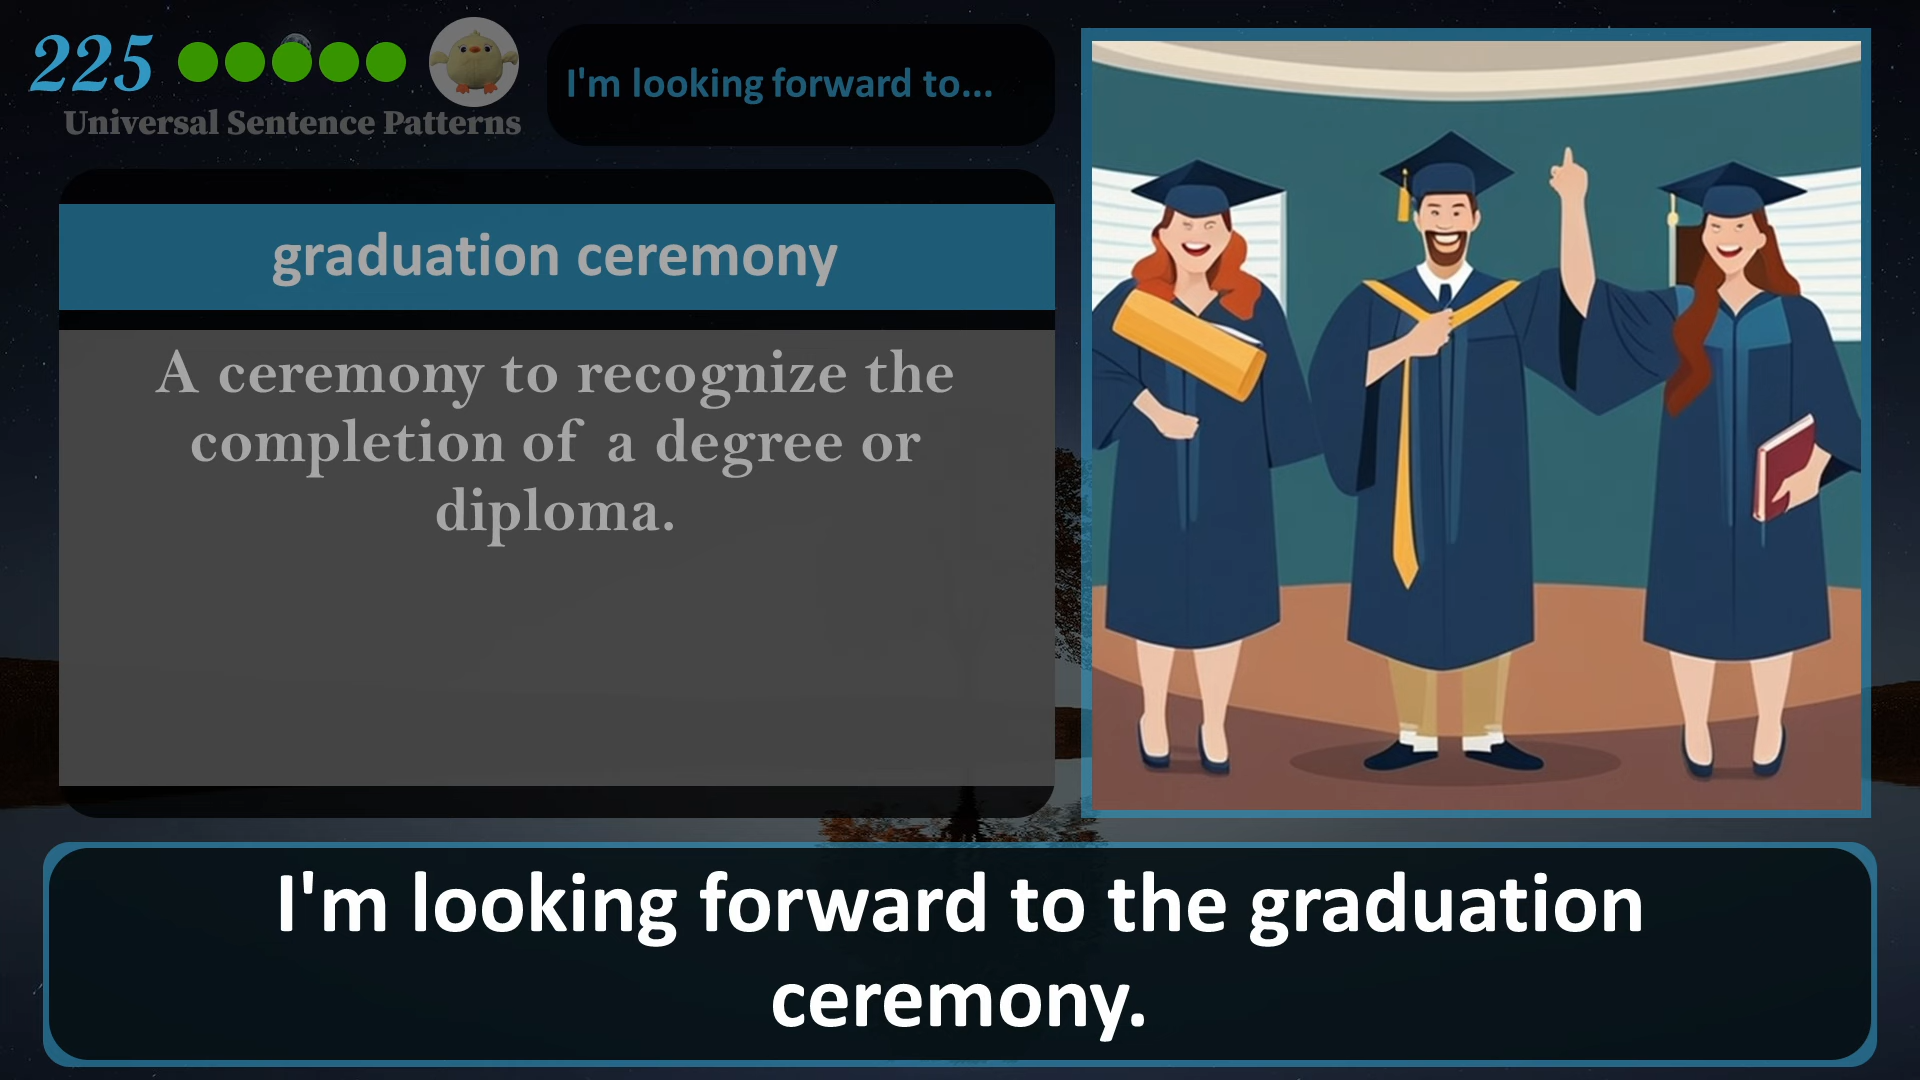 225
Universal Sentence Patterns
I'm looking forward to...
graduation ceremony
A ceremony to recognize the
completion of a degree or
diploma.
I'm looking forward to the graduation
ceremony.